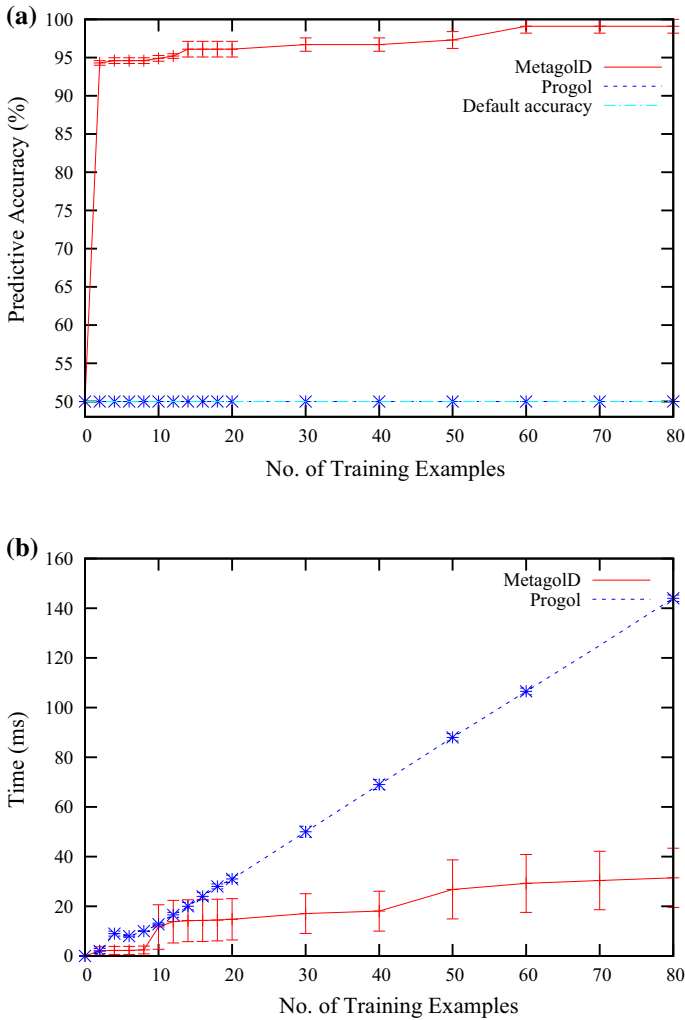 (a)
100
95
90
85
80
75
70
65
60
55
50
Predictive Accuracy (%)
MetagolD
Progol
Default accuracy
0 10 20 30 40 50 60 70 80
No. of Training Examples
(b)
160
140
120
100
80
60
40
20
0
Time (ms)
MetagolD
Progol
0 10 20 30 40 50 60 70 80
No. of Training Examples